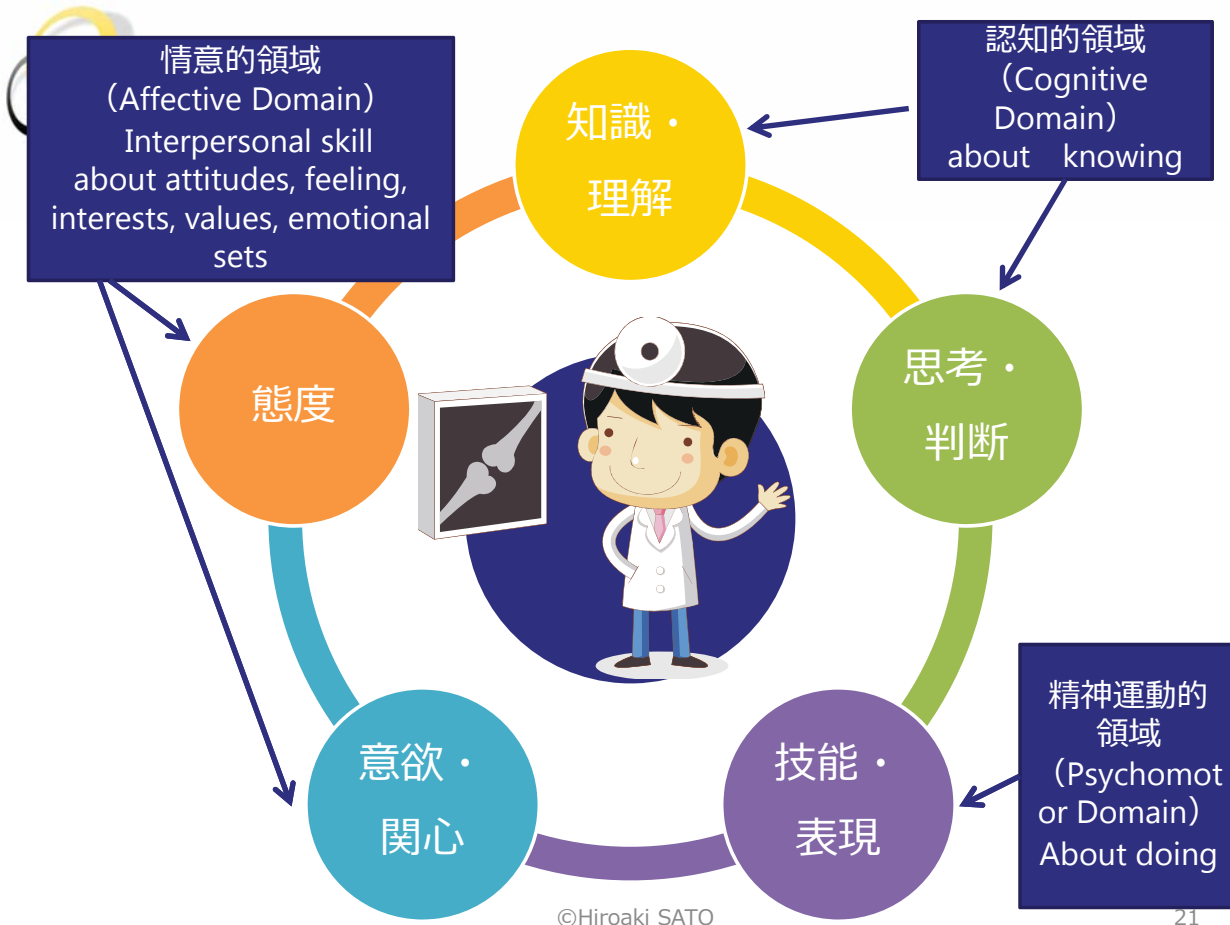 情意的領域
（Affective Domain）
Interpersonal skill
about attitudes, feeling,
interests, values, emotional
sets
認知的領域
（Cognitive
Domain）
about　knowing
知識・
理解
思考・
判断
態度
意欲・
関心
技能・
表現
精神運動的
領域
（Psychomot
or Domain）
About doing
©Hiroaki SATO
21